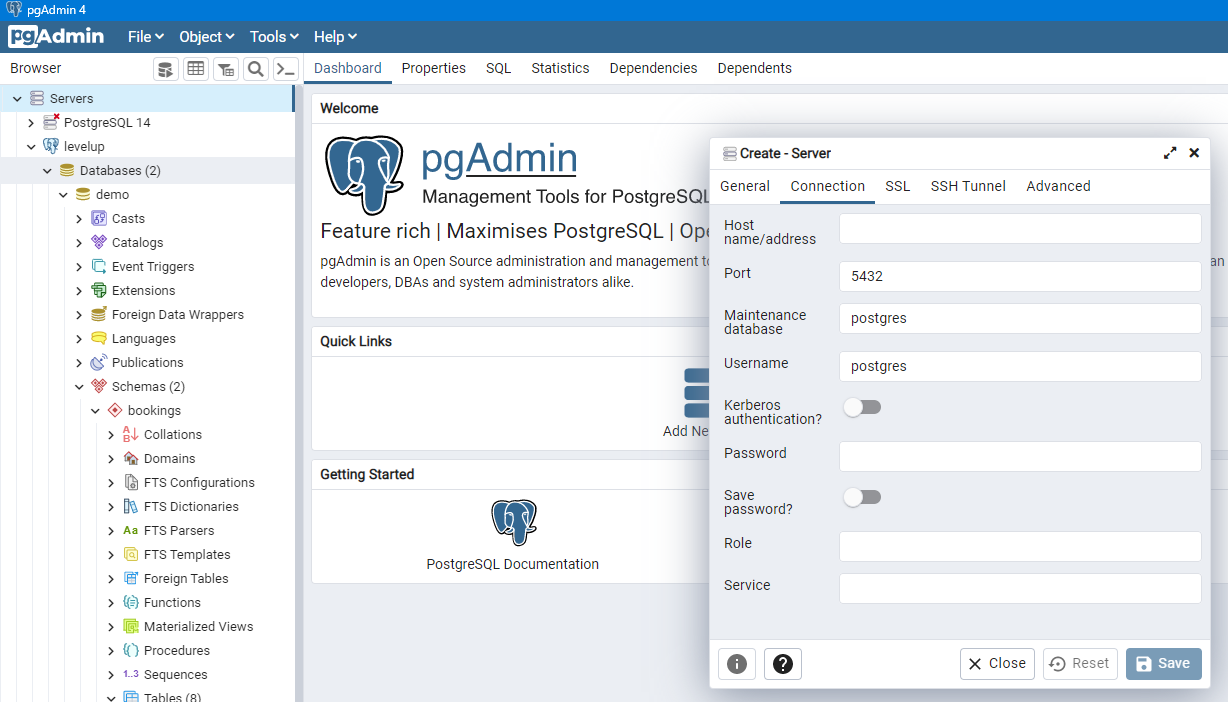 pgAdmin 4
pgAdmin File Object Tools Help
Browser
Dashboard Properties SQL Statistics Dependencies Dependents
Servers
PostgreSQL 14
levelup
Databases (2)
demo
Casts
Catalogs
Event Triggers
Extensions
Foreign Data Wrappers
Languages
Publications
Schemas (2)
bookings
Collations
Domains
FTS Configurations
FTS Dictionaries
Aa FTS Parsers
FTS Templates
Foreign Tables
Functions
Materialized Views
Procedures
1..3 Sequences
Tables (8)
Welcome
pgAdmin
Management Tools for PostgreSQL
Feature rich | Maximises PostgreSQL | Ope
pgAdmin is an Open Source administration and management to
an
developers, DBAs and system administrators alike.
Quick Links
Add Ne
Getting Started
PostgreSQL Documentation
Create - Server
General Connection SSL SSH Tunnel Advanced
Host
name/address
Port 5432
Maintenance
database
postgres
Username postgres
Kerberos
authentication?
Password
Save
password?
Role
Service
Close Reset Save